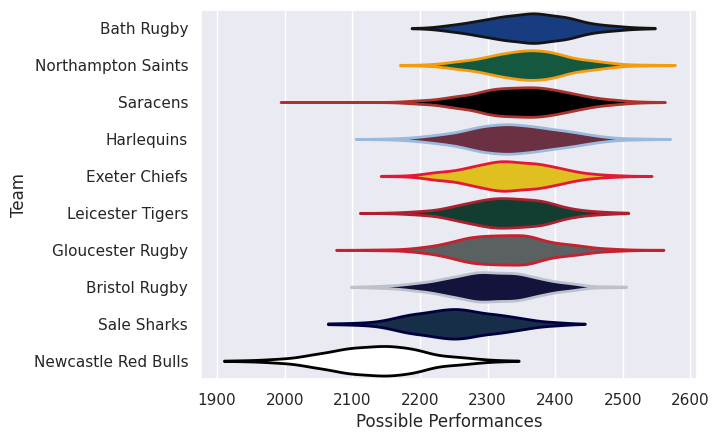 Bath Rugby
Northampton Saints
Saracens
Harlequins
Exeter Chiefs
Leicester Tigers
Gloucester Rugby
Bristol Rugby
Sale Sharks
Newcastle Red Bulls
Team
1900 2000 2100 2200 2300 2400 2500 2600
Possible Performances